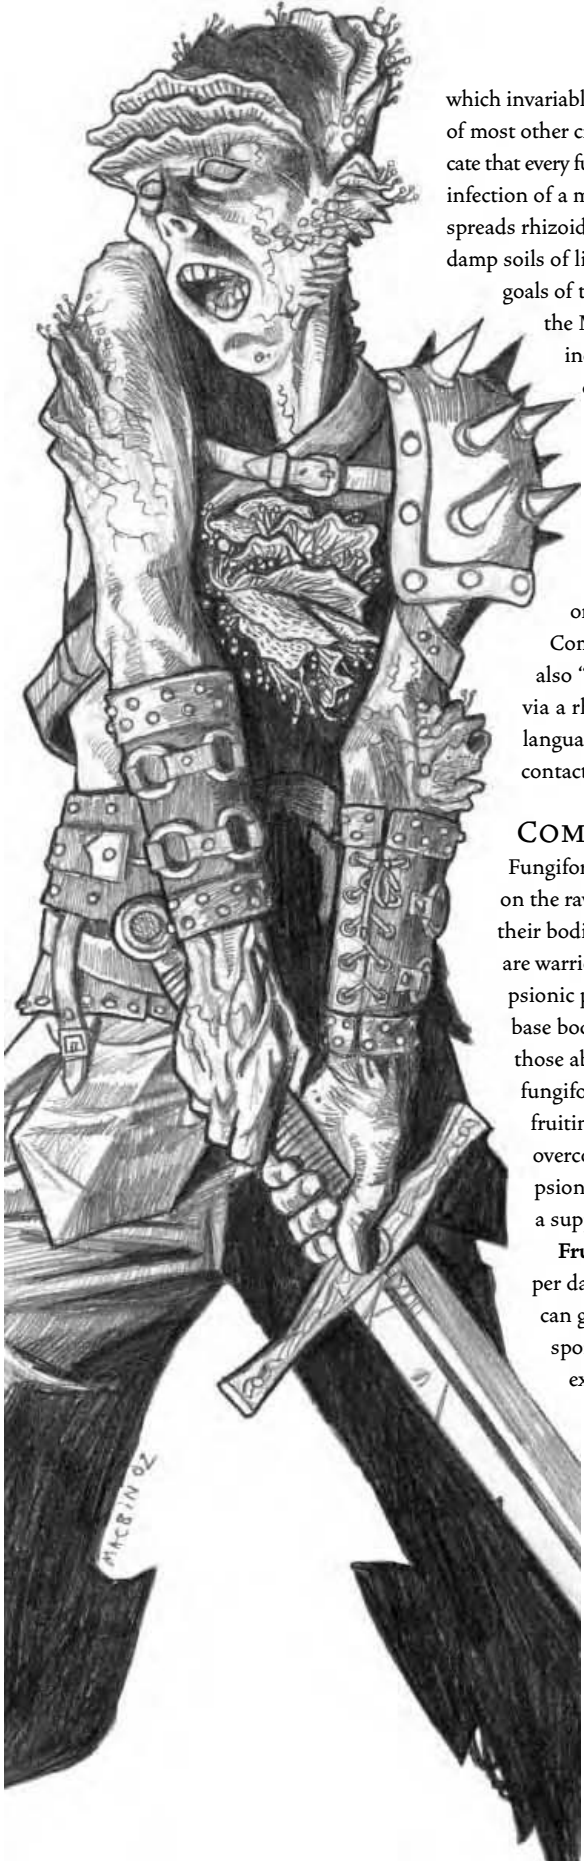 which invariabl
of most other c
cate that every fu
infection of a m
spreads rhizoid
damp soils of li
goals of t
the M
in
or
Con
also “
via a rh
langua
contact
COM
Fungifor
on the rav
their bodi
are warri
psionic p
base boo
those ab
fungifo
fruitin
overco
psion
a sup
Fru
per da
can g
spo
ex
MACBIN 02